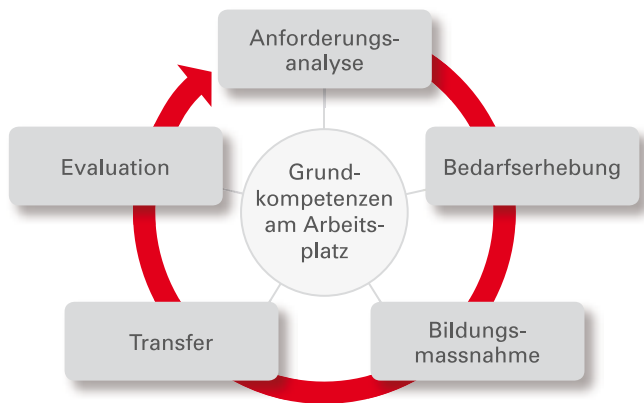 Anforderungs-
analyse
Evaluation
Grund-
kompetenzen
am Arbeits-
platz
Bedarfserhebung
Transfer
Bildungs-
massnahme